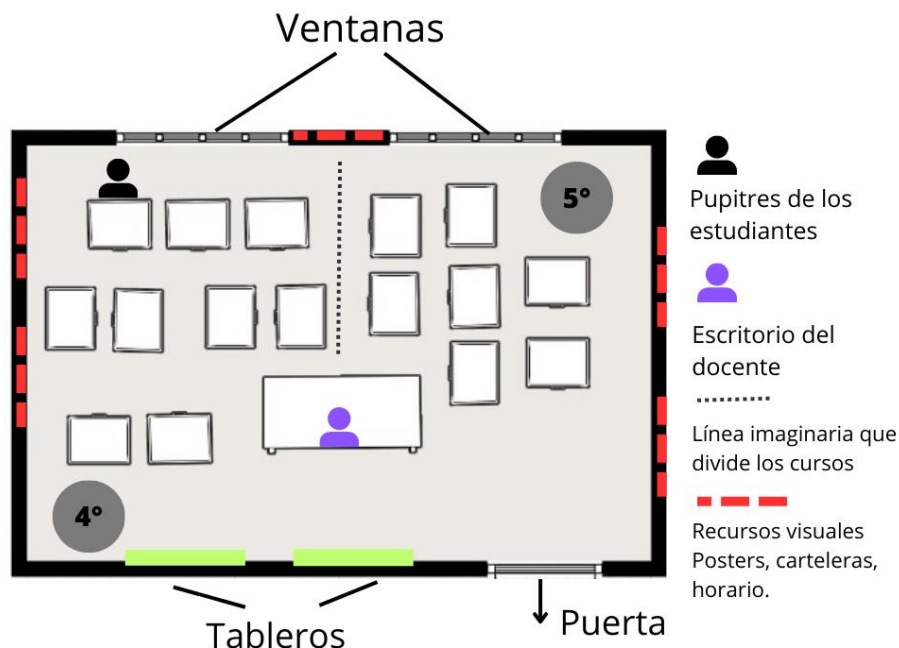 Ventanas
5°
4°
Tableros
Puerta
Pupitres de los
estudiantes
Escritorio del
docente
Línea imaginaria que
divide los cursos
Recursos visuales
Posters, carteleras,
horario.